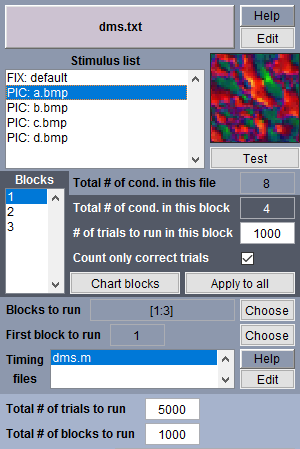 dms.txt
Help
Edit
Stimulus list
FIX: default
PIC: a.bmp
PIC: b.bmp
PIC: c.bmp
PIC: d.bmp
Test
Blocks
1
2
3
Total # of cond. in this file 8
Total # of cond. in this block 4
# of trials to run in this block 1000
Count only correct trials
Chart blocks Apply to all
Blocks to run [1:3] Choose
First block to run 1 Choose
Timing files
dms.m
Help
Edit
Total # of trials to run 5000
Total # of blocks to run 1000